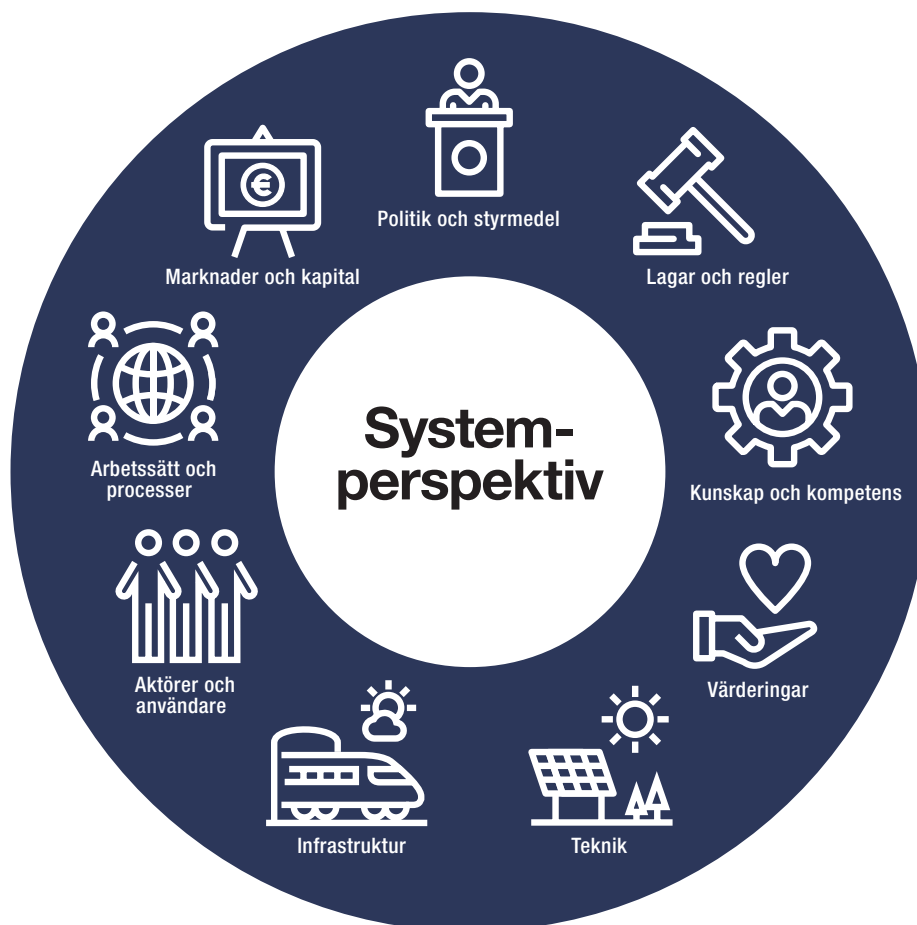 Politik och styrmedel
Marknader och kapital
€
Lagar och regler
System-
perspektiv
Arbetssätt och
processer
Kunskap och kompetens
Aktörer och
användare
Värderingar
Infrastruktur
Teknik